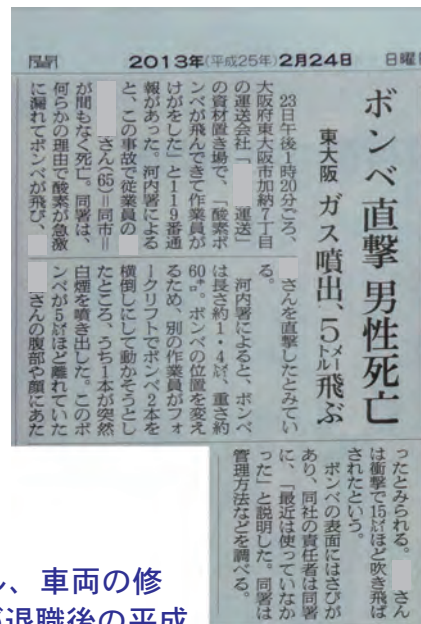 2013年(平成25年)2月24日 日曜
ボンベ直撃 男性死亡
東大阪 ガス噴出、5メートル飛ぶ
23日午後1時20分ごろ、
大阪府東大阪市加納7丁目
の運送会社「 運送」
の資材置き場で、「酸素ボ
ンベが飛んできて作業員が
けがをした」と119番通
報があった。河内署による
と、この事故で従業員の
さん(65)=同市=
が間もなく死亡。同署は、
何らかの理由で酸素が急激
に漏れてボンベが飛び、
さんを直撃したとみてい
る。
河内署によると、ボンベ
は長さ約1・4㍍、重さ約
60㌔。ボンベの位置を変え
るため、別の作業員がフォ
ークリフトでボンベ2本を
横倒しにして動かそうとし
たところ、うち1本が突然
白煙を噴き出した。このボ
ンベが5㍍ほど離れていた
さんの腹部や顔にあた
ったとみられる。 さん
は衝撃で15㍍ほど吹き飛ば
されたという。
ボンベの表面にはさびが
あり、同社の責任者は同署
に、「最近は使っていなか
った」と説明した。同署は
管理方法などを調べる。
、車両の修
退職後の平成